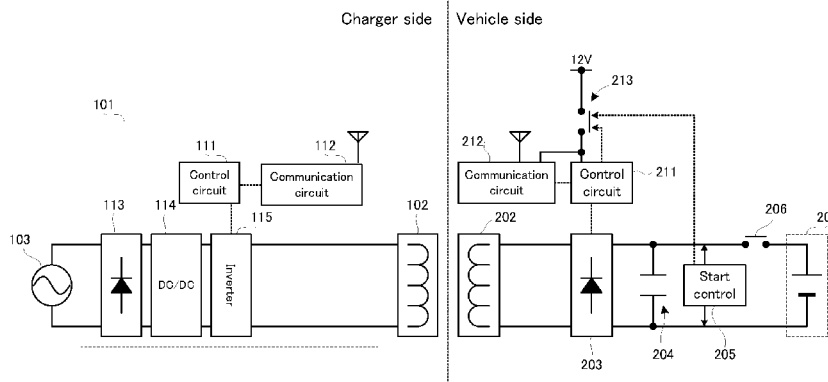 Charger side
Vehicle side
12V
213
101
111
112
212
Control circuit
Communication circuit
Communication circuit
Control circuit
211
113
114
115
102
202
206
103
DC/DC
Inverter
Start control
203
204
205